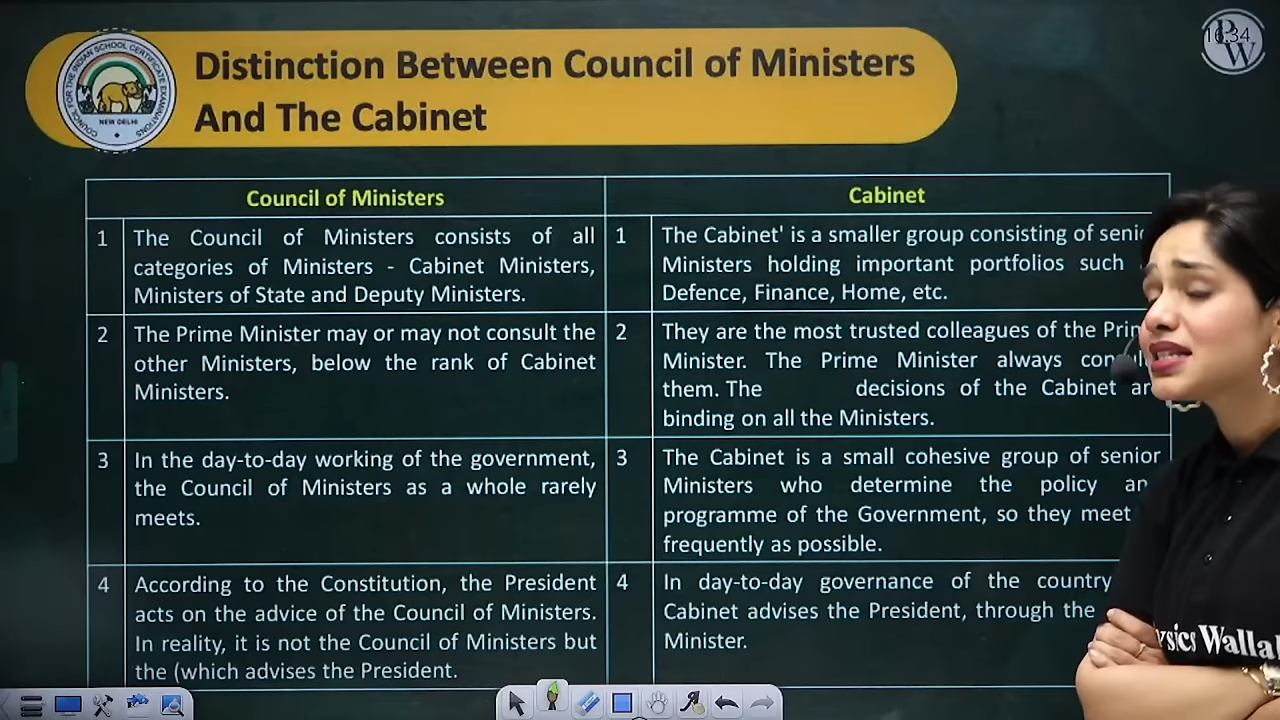 Distinction Between Council of Ministers
And The Cabinet
COUNCIL FOR THE INDIAN SCHOOL CERTIFICATE EXAMINATIONS
NEW DELHI
PW
Council of Ministers
Cabinet
1
The Council of Ministers consists of all
categories of Ministers - Cabinet Ministers,
Ministers of State and Deputy Ministers.
1
The Cabinet' is a smaller group consisting of
Ministers holding important portfolios such
Defence, Finance, Home, etc.
2
The Prime Minister may or may not consult the
other Ministers, below the rank of Cabinet
Ministers.
2
They are the most trusted colleagues of the
Minister. The Prime Minister always
them. The decisions of the Cabinet
binding on all the Ministers.
3
In the day-to-day working of the government,
the Council of Ministers as a whole rarely
meets.
3
The Cabinet is a small cohesive group of senior
Ministers who determine the policy
programme of the Government, so they meet
frequently as possible.
4
According to the Constitution, the President
acts on the advice of the Council of Ministers.
In reality, it is not the Council of Ministers but
the (which advises the President.
4
In day-to-day governance of the country
Cabinet advises the President, through the
Minister.